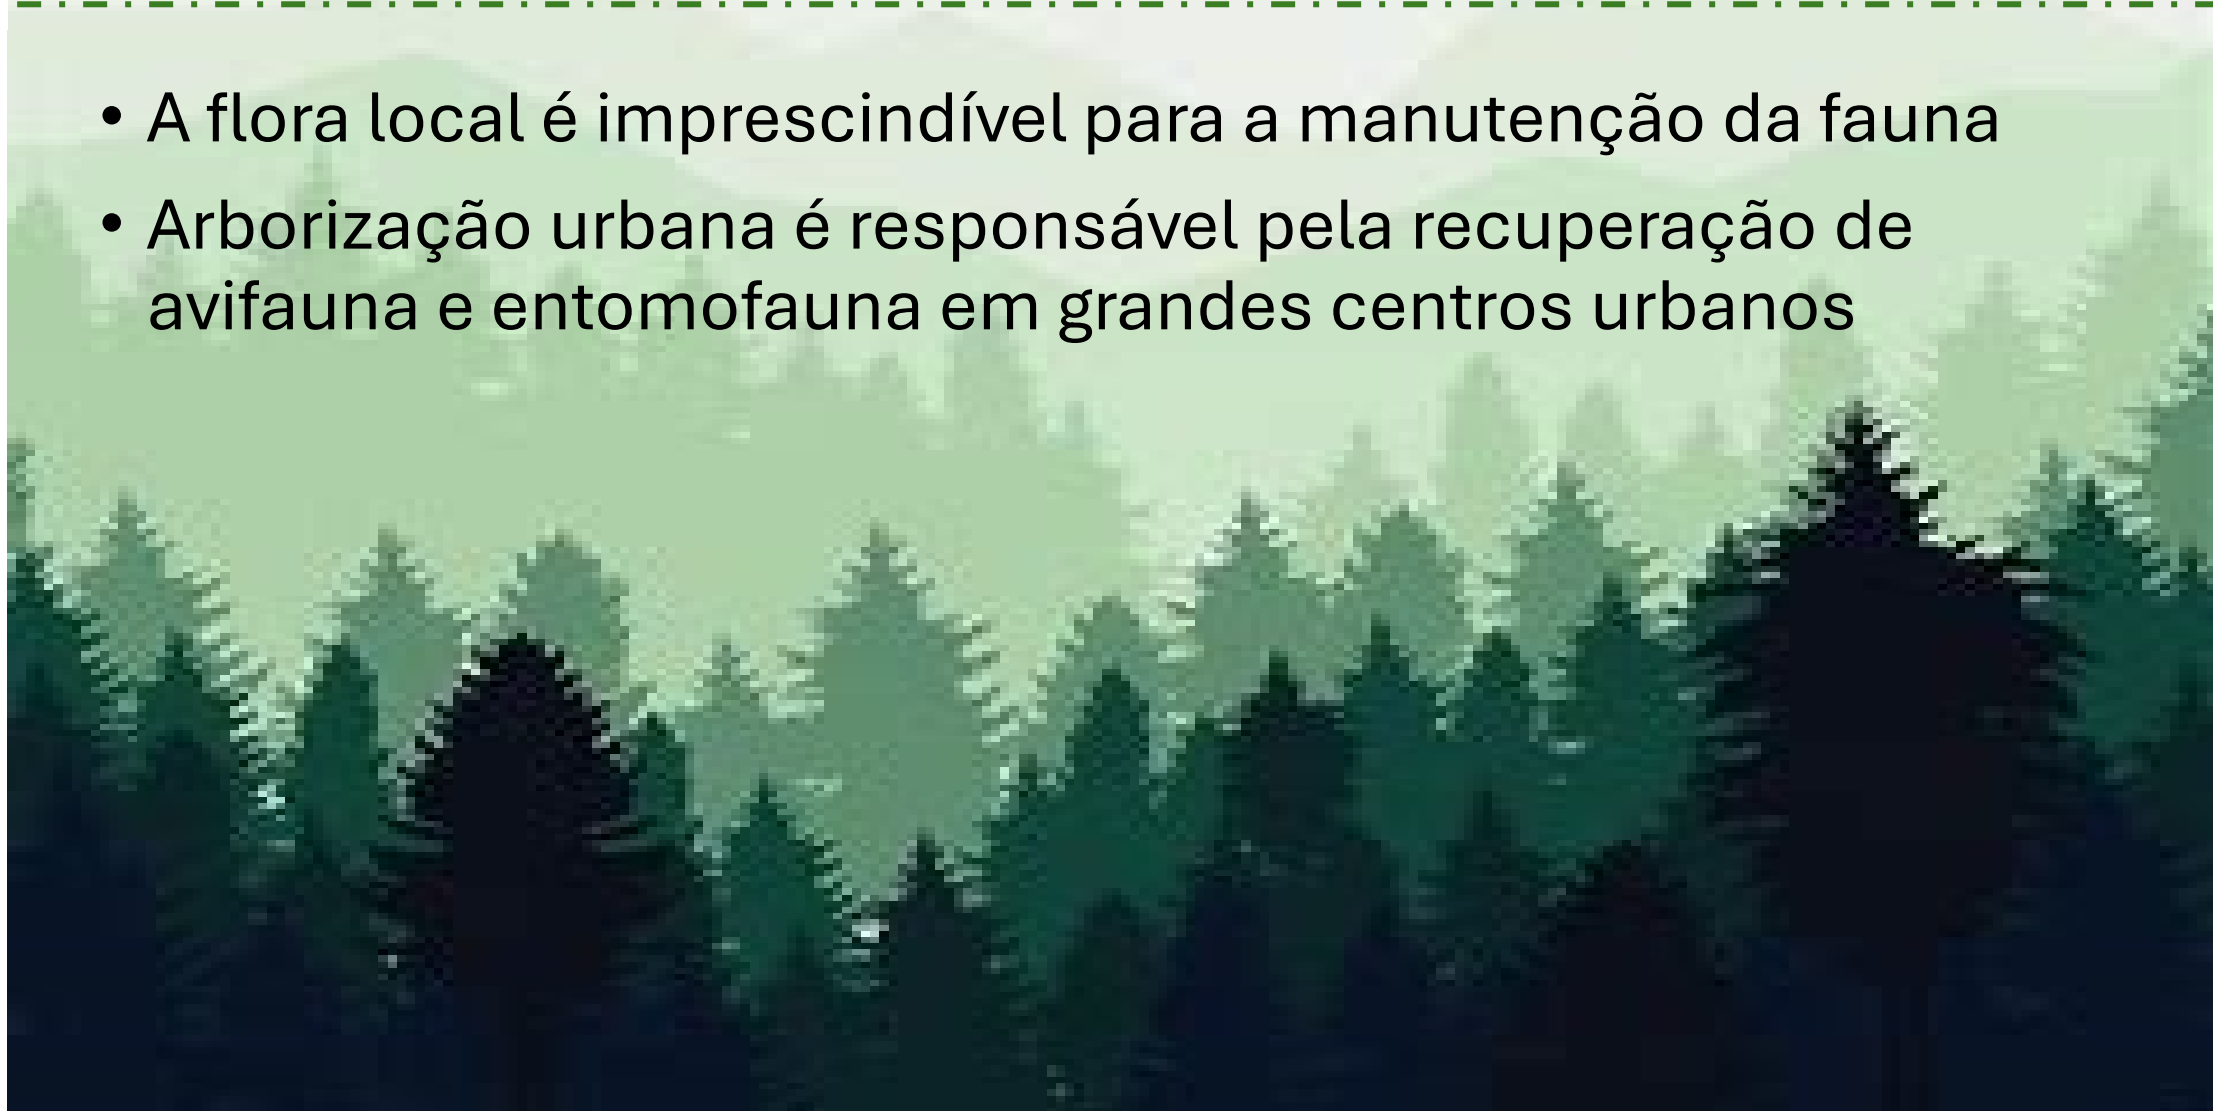 • A flora local é imprescindível para a manutenção da fauna
• Arborização urbana é responsável pela recuperação de
avifauna e entomofauna em grandes centros urbanos